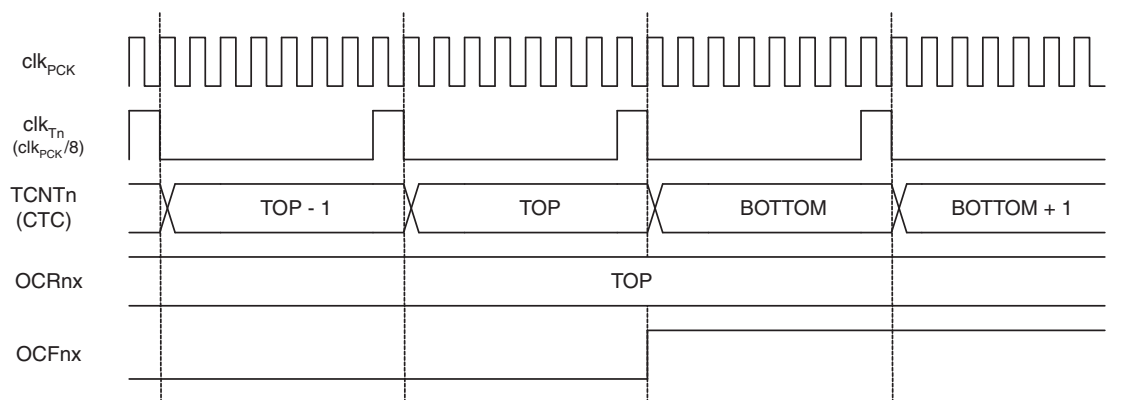 clkPCK
clkTn
(clkPCK/8)
TCNTn
(CTC)
TOP - 1
TOP
BOTTOM
BOTTOM + 1
OCRnx
TOP
OCFnx